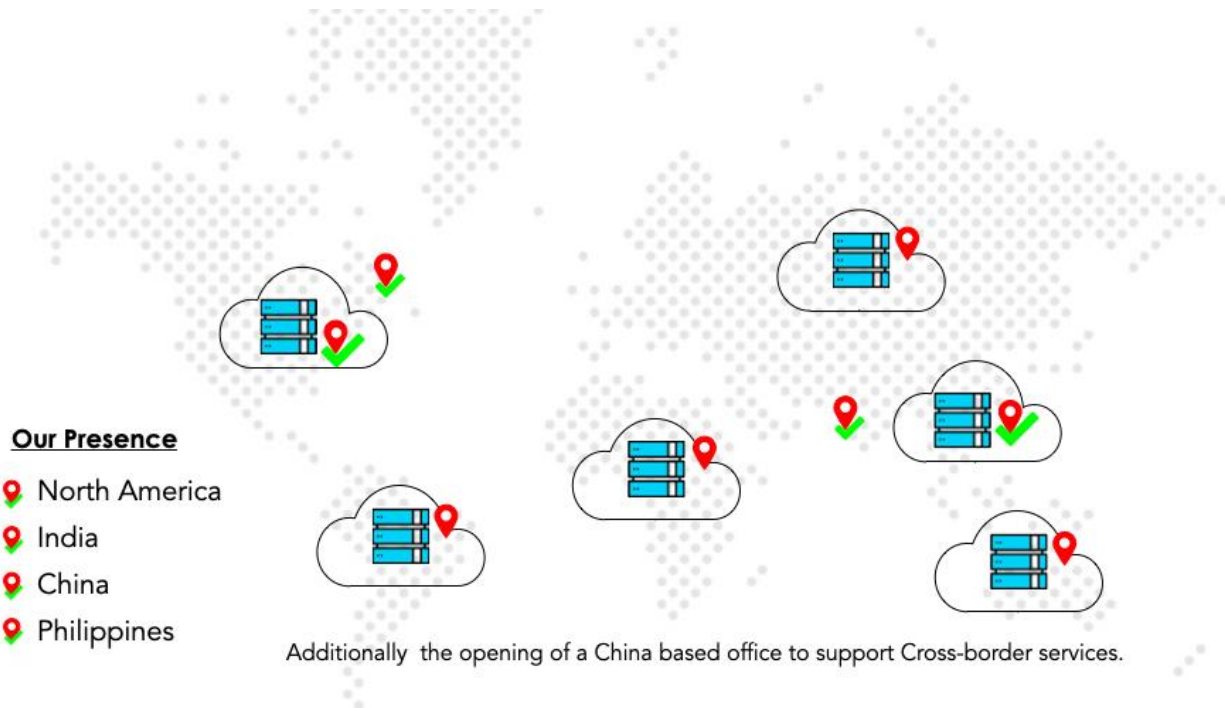 Our Presence
North America
India
China
Philippines
Additionally the opening of a China based office to support Cross-border services.